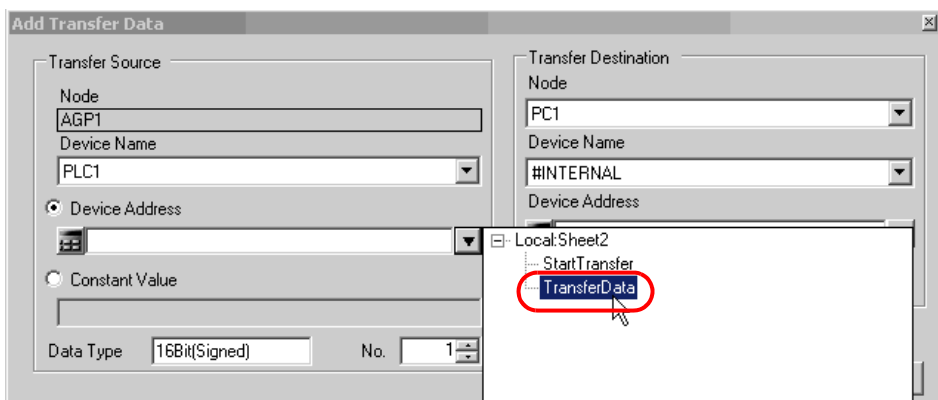 Add Transfer Data
Transfer Source
Node
AGP1
Device Name
PLC1
Device Address
Constant Value
Data Type 16Bit(Signed) No. 1
Transfer Destination
Node
PC1
Device Name
#INTERNAL
Device Address
Local:Sheet2
StartTransfer
TransferData